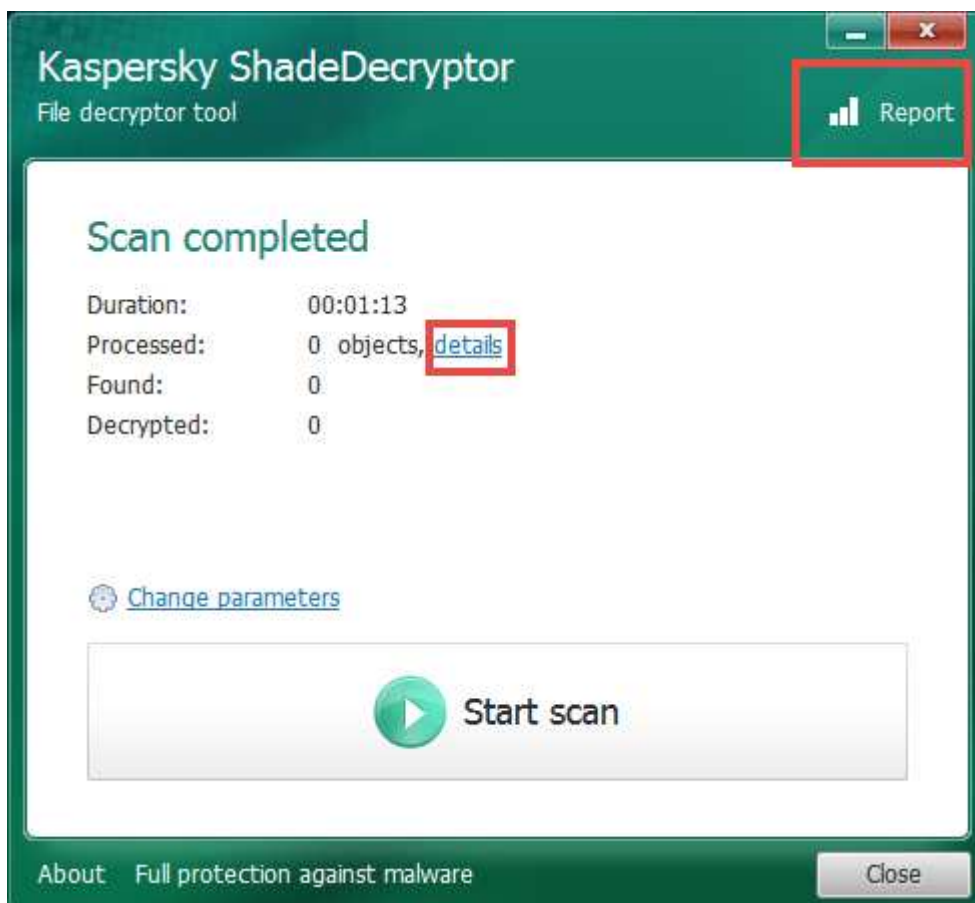 Kaspersky ShadeDecryptor
File decryptor tool
Report
Scan completed
Duration: 00:01:13
Processed: 0 objects, details
Found: 0
Decrypted: 0
Change parameters
Start scan
About Full protection against malware Close